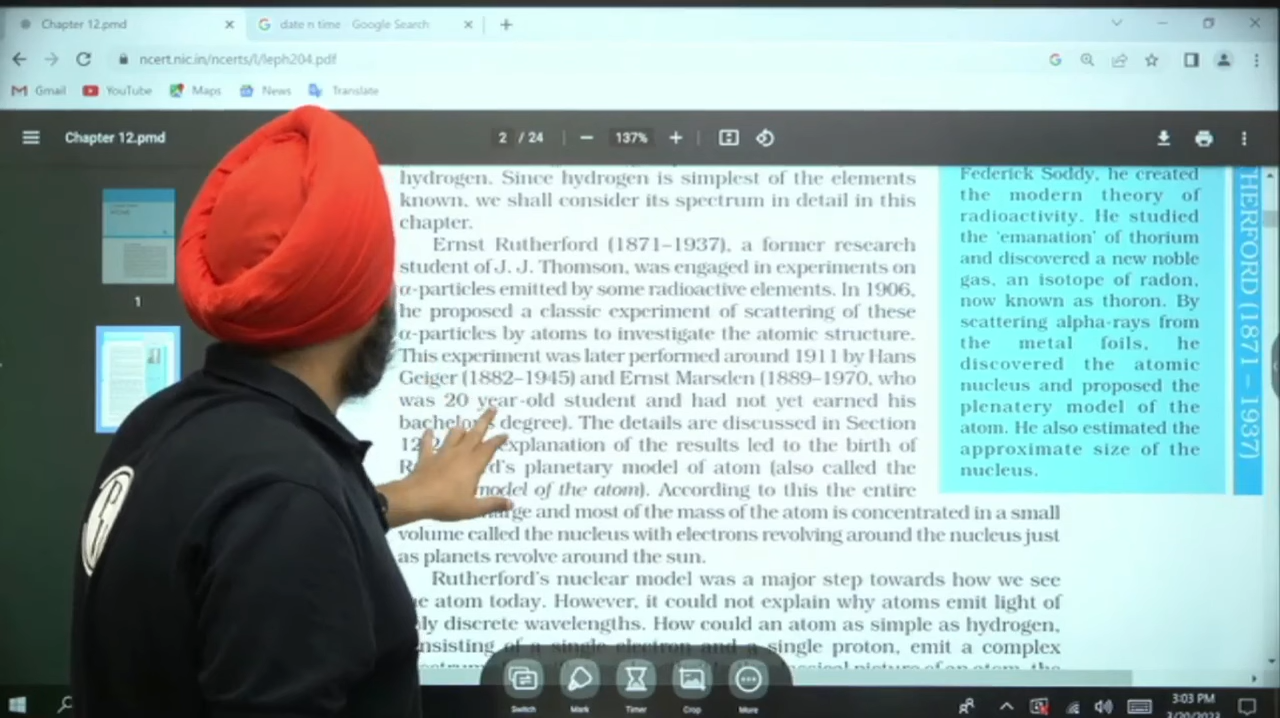 Chapter 12.pmd
date n time - Google Search
ncert.nic.in/ncerts/l/leph204.pdf
Gmail
YouTube
Maps
News
Translate
Chapter 12.pmd
2 / 24
137%
1
hydrogen. Since hydrogen is simplest of the elements
known, we shall consider its spectrum in detail in this
chapter.
Ernst Rutherford (1871–1937), a former research
student of J. J. Thomson, was engaged in experiments on
α-particles emitted by some radioactive elements. In 1906,
he proposed a classic experiment of scattering of these
α-particles by atoms to investigate the atomic structure.
This experiment was later performed around 1911 by Hans
Geiger (1882–1945) and Ernst Marsden (1889–1970, who
was 20 year-old student and had not yet earned his
degree). The details are discussed in Section
explanation of the results led to the birth of
planetary model of atom (also called the
model of the atom). According to this the entire
and most of the mass of the atom is concentrated in a small
volume called the nucleus with electrons revolving around the nucleus just
as planets revolve around the sun.
Rutherford's nuclear model was a major step towards how we see
atom today. However, it could not explain why atoms emit light of
discrete wavelengths. How could an atom as simple as hydrogen,
of a single electron and a single proton, emit a complex
Federick Soddy, he created
the modern theory of
radioactivity. He studied
the 'emanation' of thorium
and discovered a new noble
gas, an isotope of radon,
now known as thoron. By
scattering alpha-rays from
the metal foils, he
discovered the atomic
nucleus and proposed the
plenatery model of the
atom. He also estimated the
approximate size of the
nucleus.
HERFORD (1871 – 1937)
Switch
Mark
Timer
Crop
More
3:03 PM